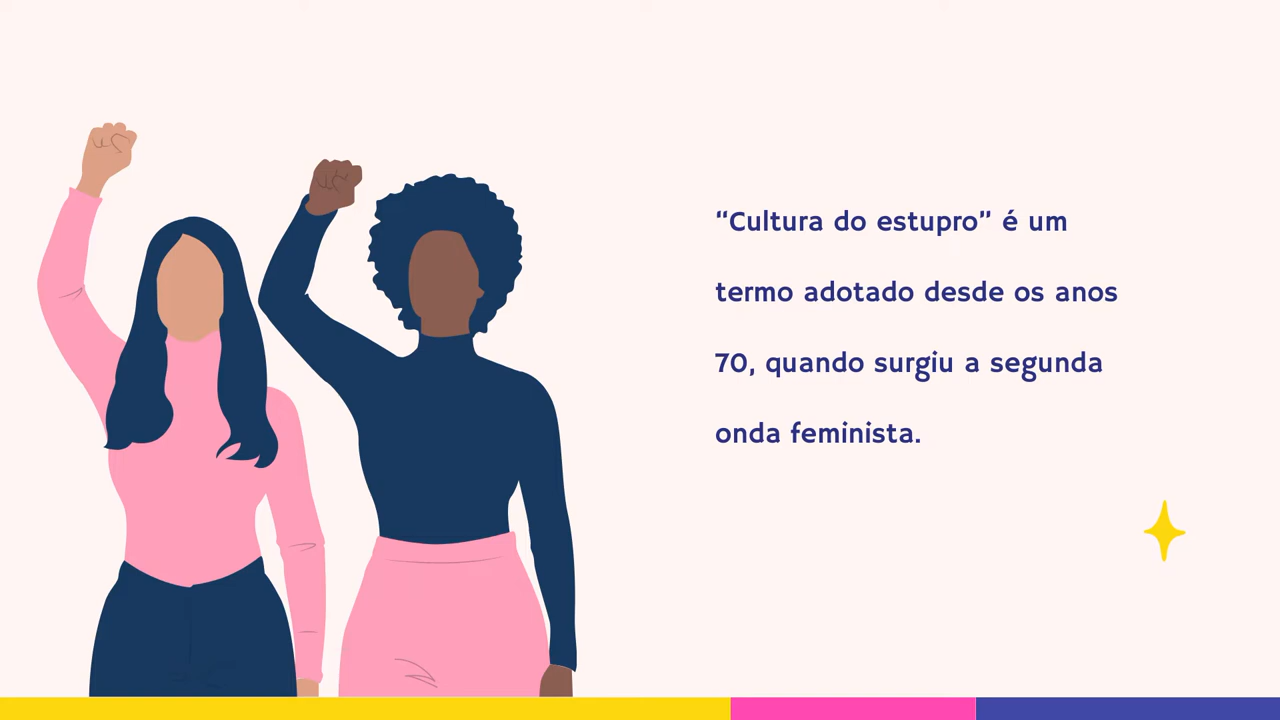 “Cultura do estupro” é um
termo adotado desde os anos
70, quando surgiu a segunda
onda feminista.